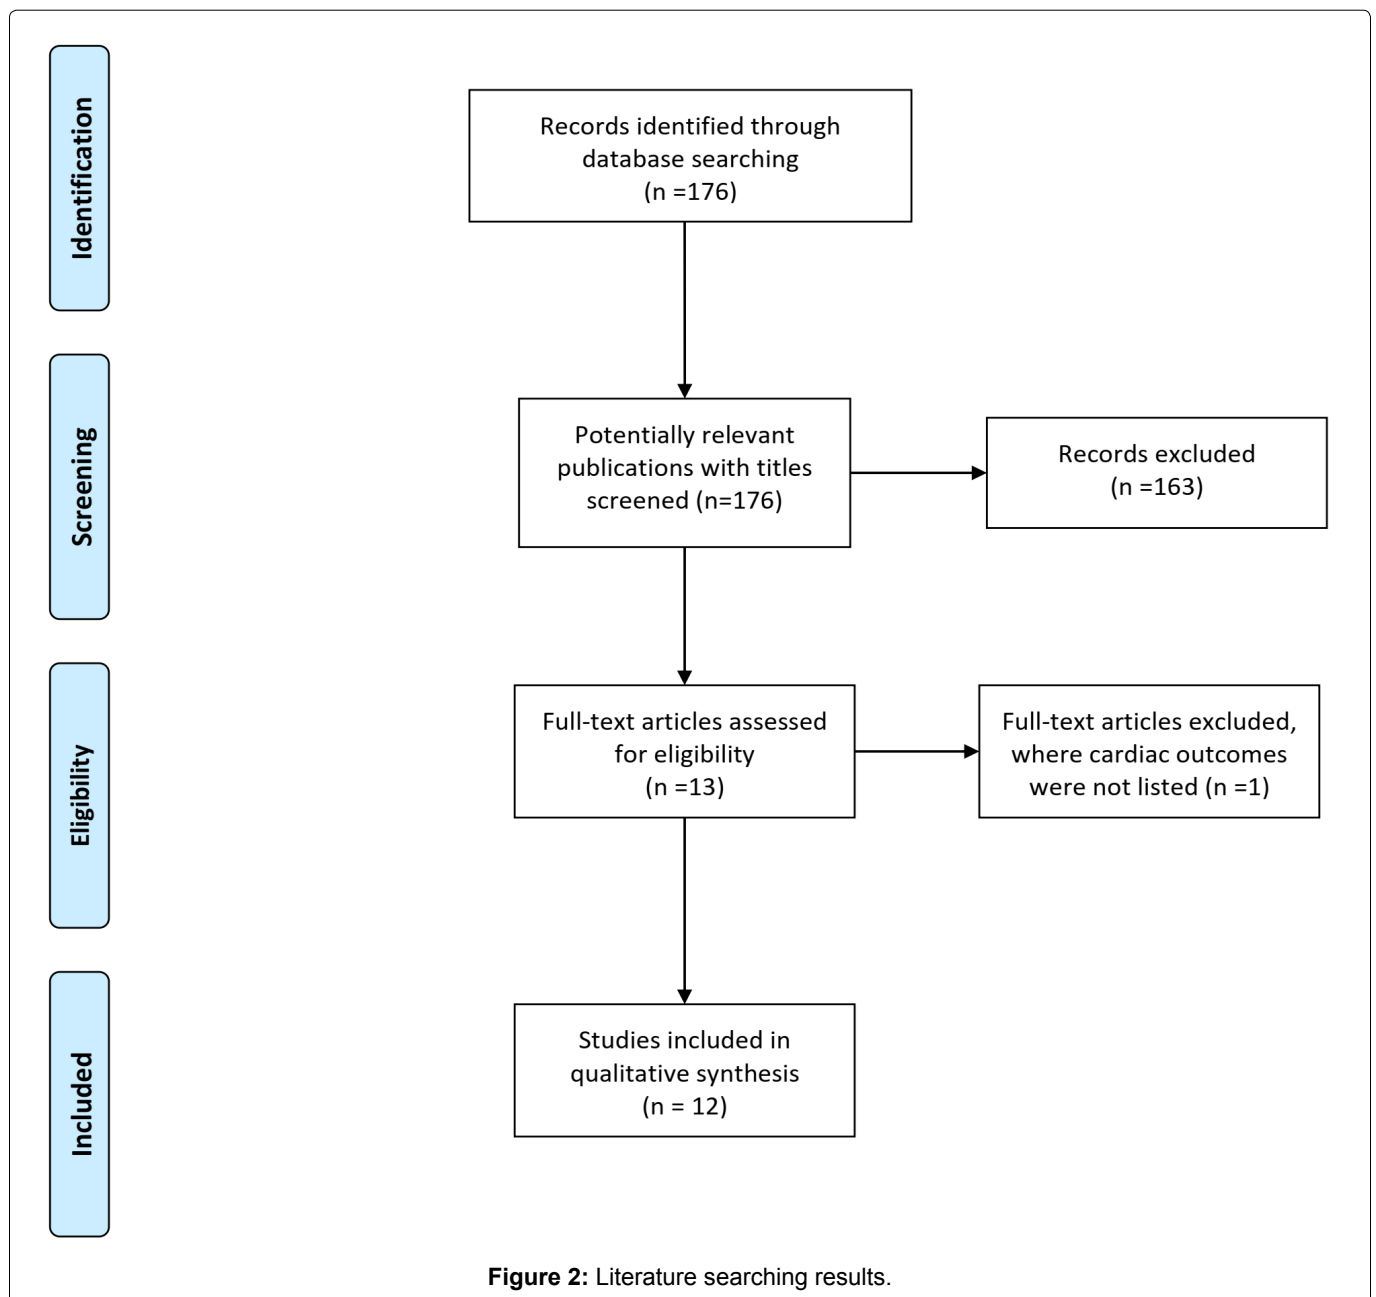 Identification
Records identified through
database searching
(n =176)
Screening
Potentially relevant
publications with titles
screened (n=176)
Records excluded
(n =163)
Eligibility
Full-text articles assessed
for eligibility
(n =13)
Full-text articles excluded,
where cardiac outcomes
were not listed (n =1)
Included
Studies included in
qualitative synthesis
(n = 12)
Figure 2: Literature searching results.